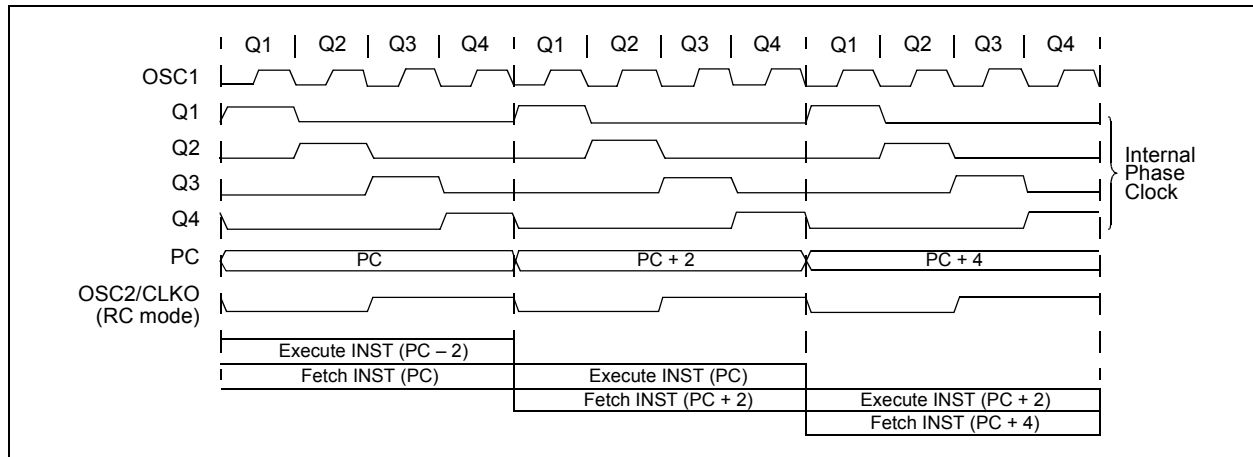 Q1 Q2 Q3 Q4 Q1 Q2 Q3 Q4 Q1 Q2 Q3 Q4
OSC1
Q1
Q2
Q3
Q4
Internal
Phase
Clock
PC PC PC + 2 PC + 4
OSC2/CLKO
(RC mode)
Execute INST (PC – 2)
Fetch INST (PC) Execute INST (PC)
Fetch INST (PC + 2) Execute INST (PC + 2)
Fetch INST (PC + 4)